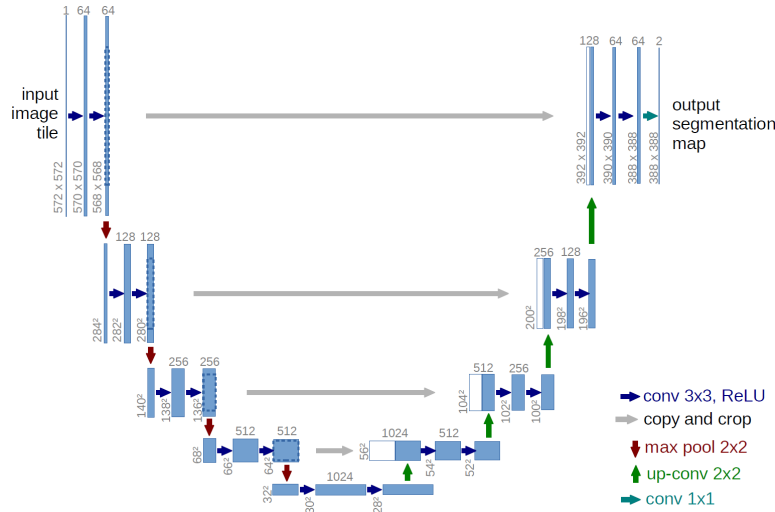 1 64 64
128 64 64 2
input
image
tile
output
segmentation
map
572 x 572
570 x 570
568 x 568
392 x 392
390 x 390
388 x 388
388 x 388
128 128
256 128
284²
282²
280²
200²
198²
196²
256 256
512 256
140²
138²
136²
104²
102²
100²
512 512
1024 512
68²
66²
64²
56²
54²
52²
1024
32²
30²
28²
conv 3x3, ReLU
copy and crop
max pool 2x2
up-conv 2x2
conv 1x1